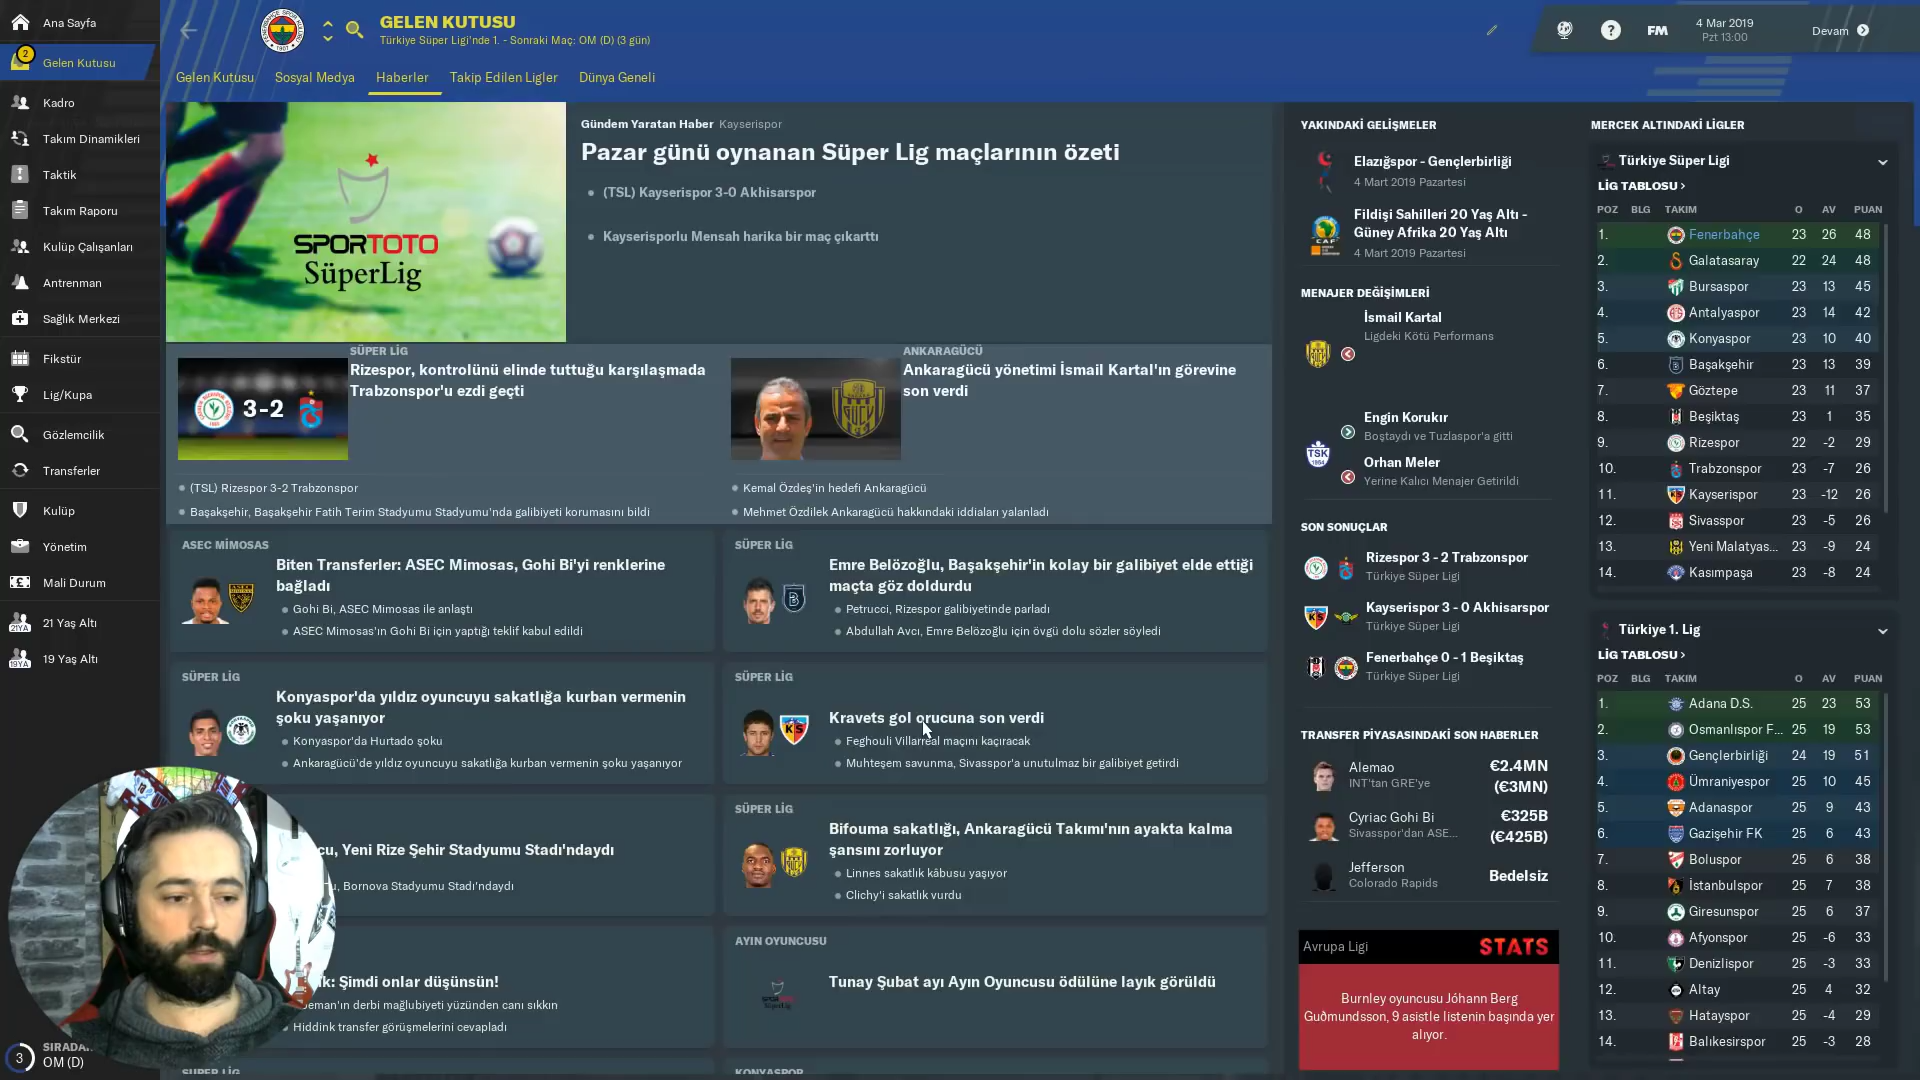 Ana Sayfa
2
Gelen Kutusu
Kadro
Takım Dinamikleri
Taktik
Takım Raporu
Kulüp Çalışanları
Antrenman
Sağlık Merkezi
Fikstür
Lig/Kupa
Gözlemcilik
Transferler
Kulüp
Yönetim
Mali Durum
21YA
21 Yaş Altı
19YA
19 Yaş Altı
3
OM (D)
GELEN KUTUSU
Türkiye Süper Ligi'nde 1. - Sonraki Maç: OM (D) (3 gün)
FM
4 Mar 2019
Pzt 13:00
Devam
Gelen Kutusu
Sosyal Medya
Haberler
Takip Edilen Ligler
Dünya Geneli
SPORTOTO
SüperLig
Gündem Yaratan Haber Kayserispor
Pazar günü oynanan Süper Lig maçlarının özeti
(TSL) Kayserispor 3-0 Akhisarspor
Kayserisporlu Mensah harika bir maç çıkarttı
3-2
SÜPER LİG
Rizespor, kontrolünü elinde tuttuğu karşılaşmada
Trabzonspor'u ezdi geçti
(TSL) Rizespor 3-2 Trabzonspor
Başakşehir, Başakşehir Fatih Terim Stadyumu Stadyumu'nda galibiyeti korumasını bildi
ANKARAGÜCÜ
Ankaragücü yönetimi İsmail Kartal'ın görevine
son verdi
Kemal Özdeş'in hedefi Ankaragücü
Mehmet Özdilek Ankaragücü hakkındaki iddiaları yalanladı
ASEC MİMOSAS
Biten Transferler: ASEC Mimosas, Gohi Bi'yi renklerine
bağladı
Gohi Bi, ASEC Mimosas ile anlaştı
ASEC Mimosas'ın Gohi Bi için yaptığı teklif kabul edildi
SÜPER LİG
Emre Belözoğlu, Başakşehir'in kolay bir galibiyet elde ettiği
maçta göz doldurdu
Petrucci, Rizespor galibiyetinde parladı
Abdullah Avcı, Emre Belözoğlu için övgü dolu sözler söyledi
SÜPER LİG
Konyaspor'da yıldız oyuncuyu sakatlığa kurban vermenin
şoku yaşanıyor
Konyaspor'da Hurtado şoku
Ankaragücü'de yıldız oyuncuyu sakatlığa kurban vermenin şoku yaşanıyor
SÜPER LİG
Kravets gol orucuna son verdi
Feghouli Villarreal maçını kaçıracak
Muhteşem savunma, Sivasspor'a unutulmaz bir galibiyet getirdi
Yeni Rize Şehir Stadyumu Stadı'ndaydı
Bornova Stadyumu Stadı'ndaydı
SÜPER LİG
Bifouma sakatlığı, Ankaragücü Takımı'nın ayakta kalma
şansını zorluyor
Linnes sakatlık kâbusu yaşıyor
Clichy'i sakatlık vurdu
Şimdi onlar düşünsün!
derbi mağlubiyeti yüzünden canı sıkkın
Hiddink transfer görüşmelerini cevapladı
AYIN OYUNCUSU
Tunay Şubat ayı Ayın Oyuncusu ödülüne layık görüldü
SÜPER LİG
KONYASPOR
YAKINDAKİ GELİŞMELER
Elazığspor - Gençlerbirliği
4 Mart 2019 Pazartesi
Fildişi Sahilleri 20 Yaş Altı -
Güney Afrika 20 Yaş Altı
4 Mart 2019 Pazartesi
MENAJER DEĞİŞİMLERİ
İsmail Kartal
Ligdeki Kötü Performans
Engin Korukır
Boştaydı ve Tuzlaspor'a gitti
Orhan Meler
Yerine Kalıcı Menajer Getirildi
SON SONUÇLAR
Rizespor 3 - 2 Trabzonspor
Türkiye Süper Ligi
Kayserispor 3 - 0 Akhisarspor
Türkiye Süper Ligi
Fenerbahçe 0 - 1 Beşiktaş
Türkiye Süper Ligi
TRANSFER PİYASASINDAKİ SON HABERLER
Alemao €2.4MN
INT'tan GRE'ye (€3MN)
Cyriac Gohi Bi €325B
Sivasspor'dan ASE... (€425B)
Jefferson Bedelsiz
Colorado Rapids
Avrupa Ligi STATS
Burnley oyuncusu Jóhann Berg
Guðmundsson, 9 asistle listenin başında yer
alıyor.
MERCEK ALTINDAKİ LİGLER
Türkiye Süper Ligi
LİG TABLOSU ›
POZ BLG TAKIM O AV PUAN
1. Fenerbahçe 23 26 48
2. Galatasaray 22 24 48
3. Bursaspor 23 13 45
4. Antalyaspor 23 14 42
5. Konyaspor 23 10 40
6. Başakşehir 23 13 39
7. Göztepe 23 11 37
8. Beşiktaş 23 1 35
9. Rizespor 22 -2 29
10. Trabzonspor 23 -7 26
11. Kayserispor 23 -12 26
12. Sivasspor 23 -5 26
13. Yeni Malatyas... 23 -9 24
14. Kasımpaşa 23 -8 24
Türkiye 1. Lig
LİG TABLOSU ›
POZ BLG TAKIM O AV PUAN
1. Adana D.S. 25 23 53
2. Osmanlıspor F... 25 19 53
3. Gençlerbirliği 24 19 51
4. Ümraniyespor 25 10 45
5. Adanaspor 25 9 43
6. Gazişehir FK 25 6 43
7. Boluspor 25 6 38
8. İstanbulspor 25 7 38
9. Giresunspor 25 6 37
10. Afyonspor 25 -6 33
11. Denizlispor 25 -3 33
12. Altay 25 4 32
13. Hatayspor 25 -4 29
14. Balıkesirspor 25 -3 28